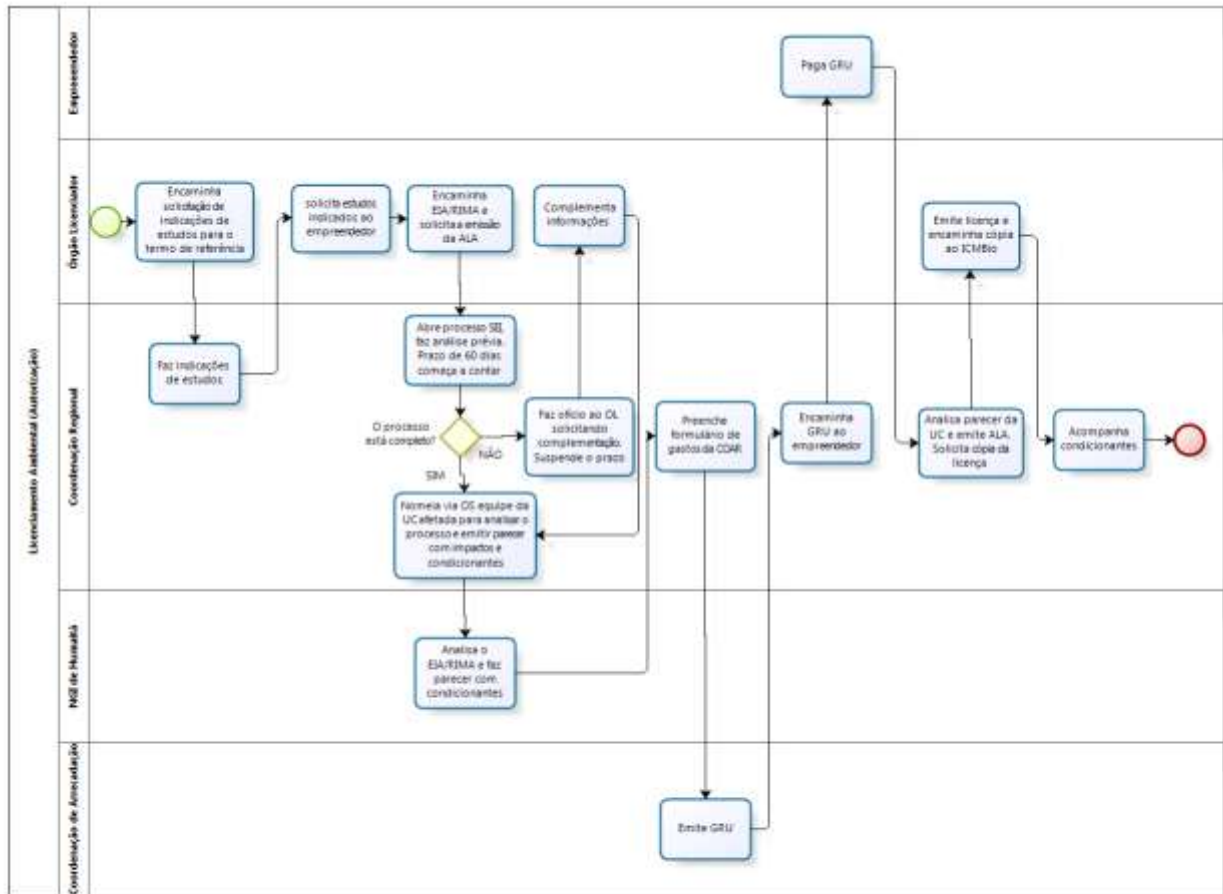 Licenciamento Ambiental (Autorização)
Empreendedor
Paga GRU
Órgão Licenciador
Encaminha
solicitação de
indicações de
estudos para o
termo de referência
solicita estudos
indicados ao
empreendedor
Encaminha
EIA/RIMA e
solicita a emissão
da ALA
Complementa
informações
Emite licença e
encaminha cópia
ao ICMBio
Coordenação Regional
Faz indicações
de estudos
Abre processo SEI,
faz análise prévia.
Prazo de 60 dias
começa a contar
O processo
está completo?
NÃO
SIM
Faz ofício ao OL
solicitando
complementação.
Suspende o prazo
Nomeia via OS equipe da
UC afetada para analisar o
processo e emitir parecer
com impactos e
condicionantes
Preenche
formulário de
gastos da COAR
Encaminha
GRU ao
empreendedor
Analisa parecer da
UC e emite ALA.
Solicita cópia da
licença
Acompanha
condicionantes
NGI de Humaitá
Analisa o
EIA/RIMA e faz
parecer com
condicionantes
Coordenação de Arrecadação
Emite GRU